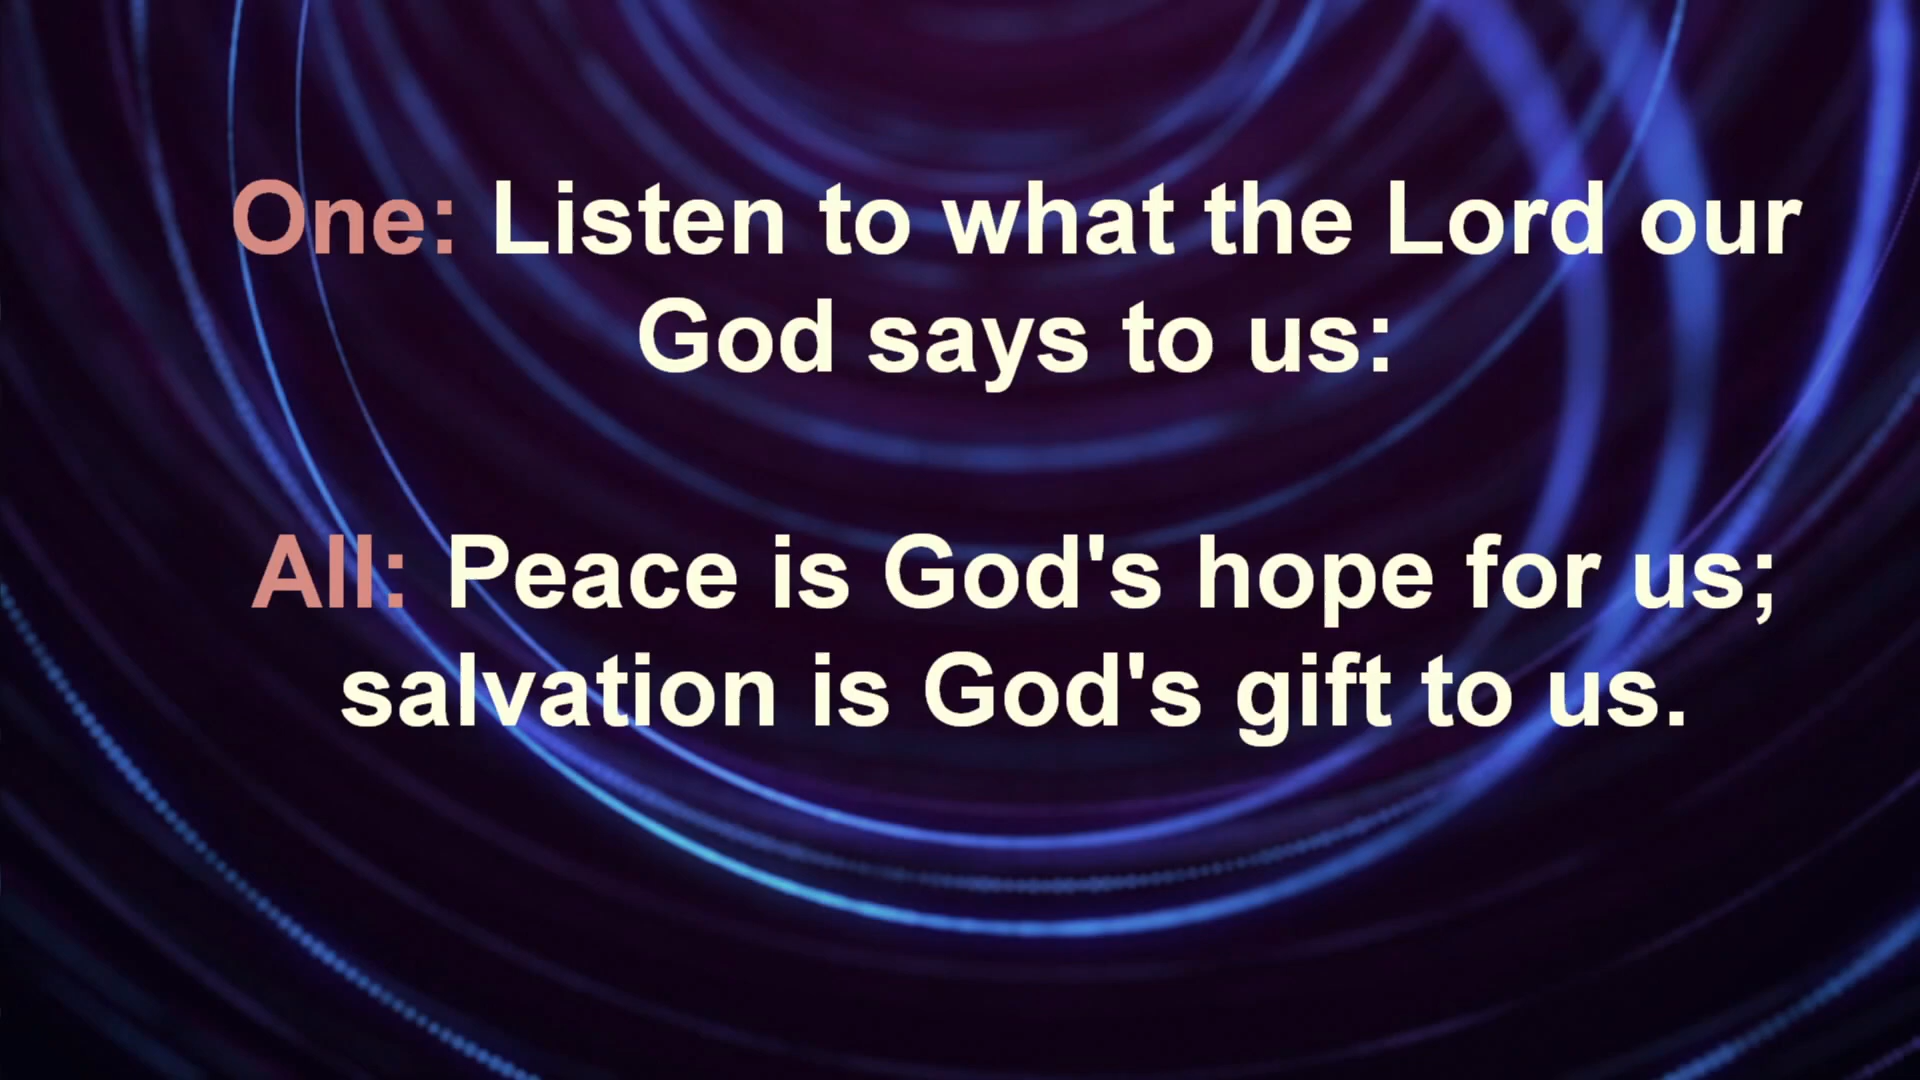 One: Listen to what the Lord our
God says to us:
All: Peace is God's hope for us;
salvation is God's gift to us.